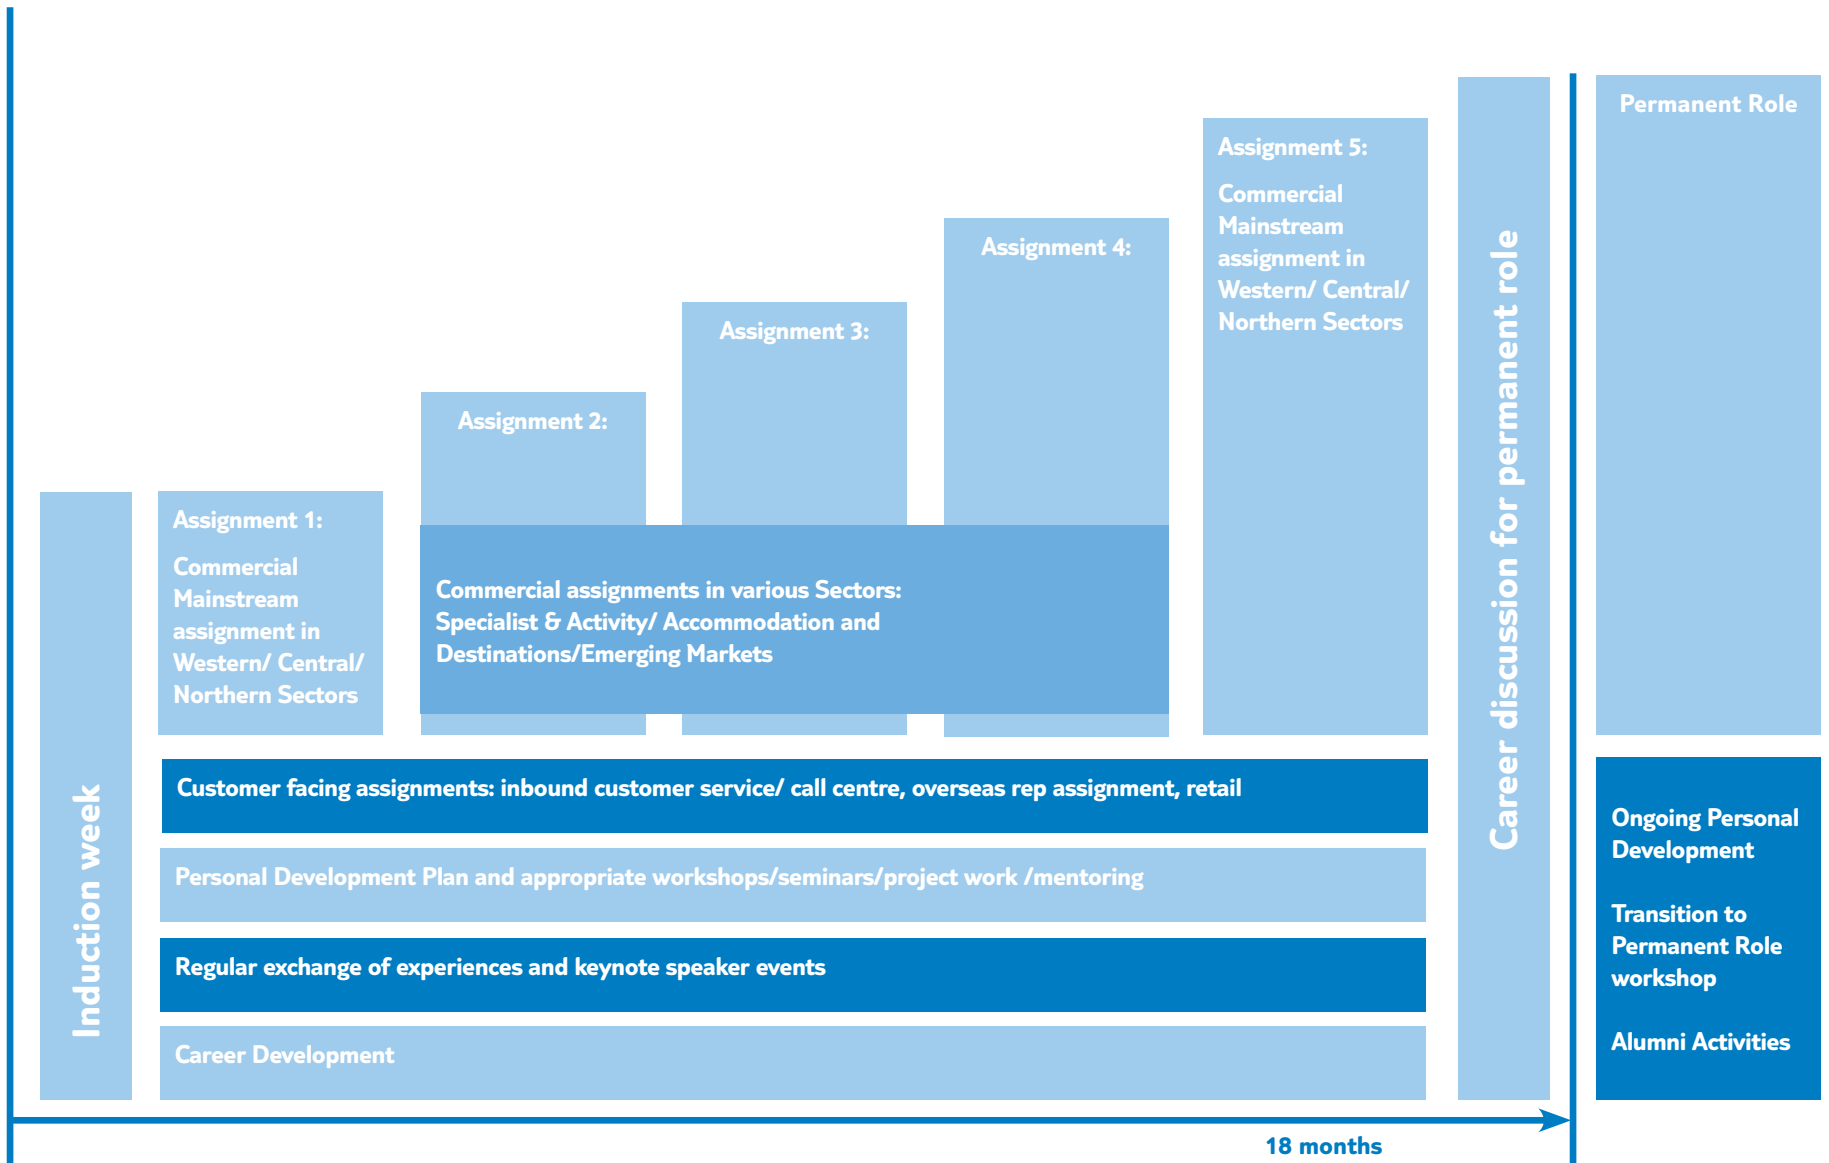 Induction week
Assignment 1:
Commercial
Mainstream
assignment in
Western/ Central/
Northern Sectors
Assignment 2:
Assignment 3:
Assignment 4:
Commercial assignments in various Sectors:
Specialist & Activity/ Accommodation and
Destinations/Emerging Markets
Assignment 5:
Commercial
Mainstream
assignment in
Western/ Central/
Northern Sectors
Customer facing assignments: inbound customer service/ call centre, overseas rep assignment, retail
Personal Development Plan and appropriate workshops/seminars/project work /mentoring
Regular exchange of experiences and keynote speaker events
Career Development
Career discussion for permanent role
Permanent Role
Ongoing Personal
Development
Transition to
Permanent Role
workshop
Alumni Activities
18 months